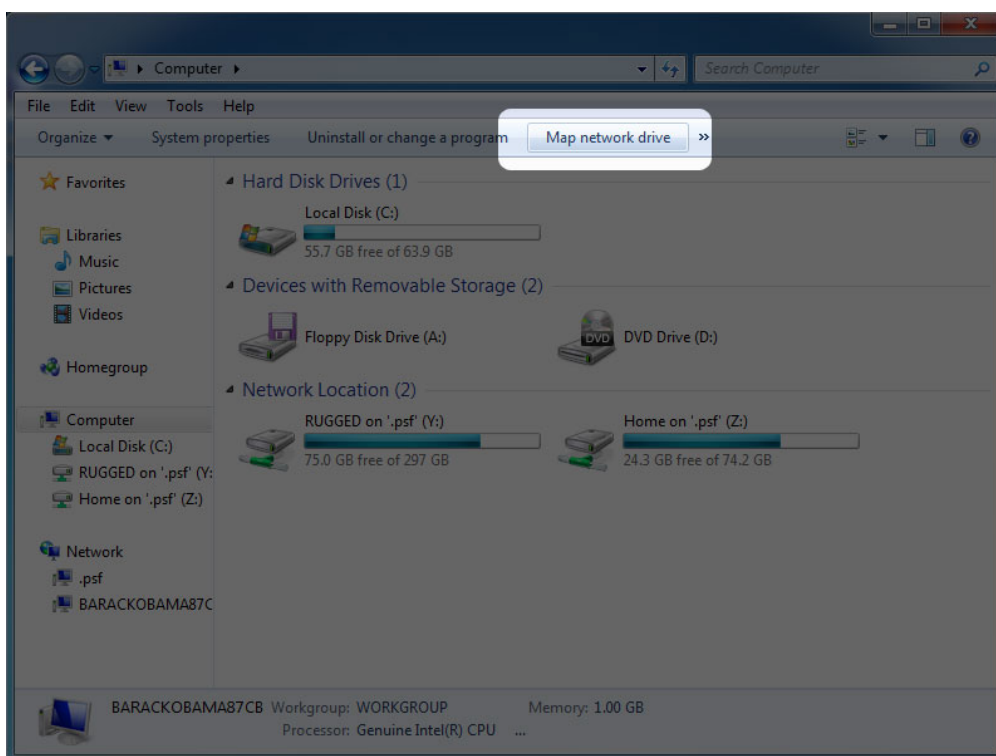 Computer
Search Computer
File Edit View Tools Help
Organize System properties Uninstall or change a program Map network drive »
Favorites
Libraries
Music
Pictures
Videos
Homegroup
Computer
Local Disk (C:)
RUGGED on '.psf' (Y:
Home on '.psf' (Z:)
Network
.psf
BARACKOBAMA87C
Hard Disk Drives (1)
Local Disk (C:)
55.7 GB free of 63.9 GB
Devices with Removable Storage (2)
Floppy Disk Drive (A:)
DVD
DVD Drive (D:)
Network Location (2)
RUGGED on '.psf' (Y:)
75.0 GB free of 297 GB
Home on '.psf' (Z:)
24.3 GB free of 74.2 GB
BARACKOBAMA87CB Workgroup: WORKGROUP Memory: 1.00 GB
Processor: Genuine Intel(R) CPU ...